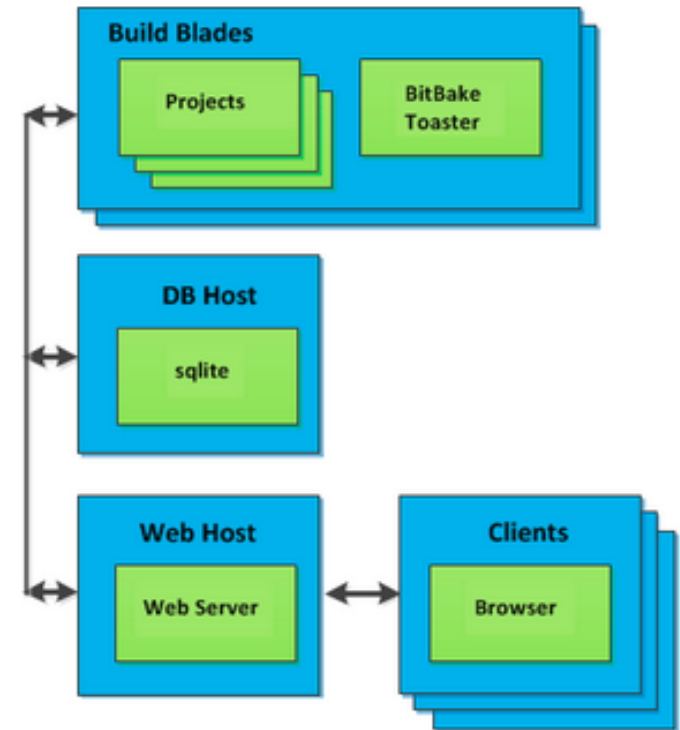 Build Blades
Projects
BitBake
Toaster
DB Host
sqlite
Web Host
Web Server
Clients
Browser